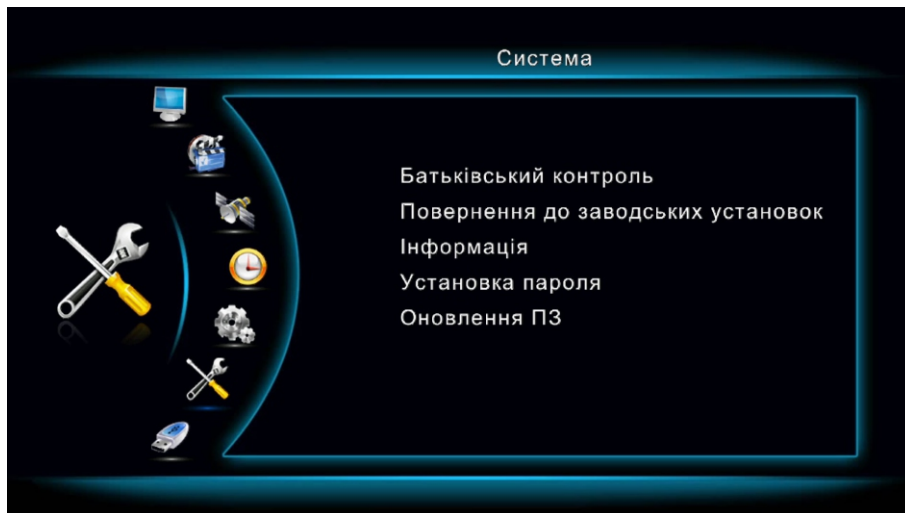 Система
Батьківський контроль
Повернення до заводських установок
Інформація
Установка пароля
Оновлення ПЗ